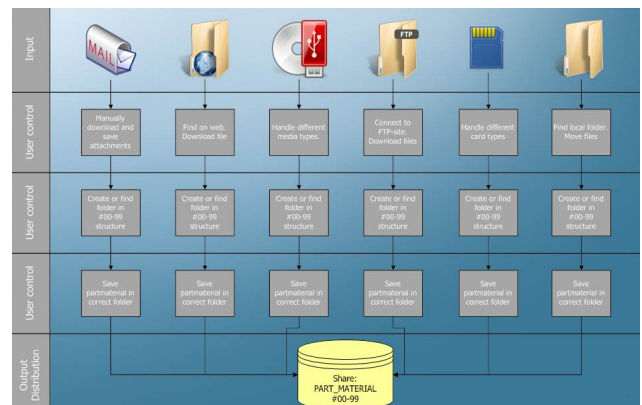 Input
MAIL
FTP
User control
Manually
download and
save
attachments
Find on web.
Download file
Handle different
media types.
Connect to
FTP-site.
Download files
Handle different
card types
Find local folder.
Move files
User control
Create or find
folder in
#00-99
structure
Create or find
folder in
#00-99
structure
Create or find
folder in
#00-99
structure
Create or find
folder in
#00-99
structure
Create or find
folder in
#00-99
structure
Create or find
folder in
#00-99
structure
User control
Save
partmaterial in
correct folder
Save
partmaterial in
correct folder
Save
partmaterial in
correct folder
Save
partmaterial in
correct folder
Save
partmaterial in
correct folder
Save
partmaterial in
correct folder
Output
Distribution
Share:
PART_MATERIAL
#00-99